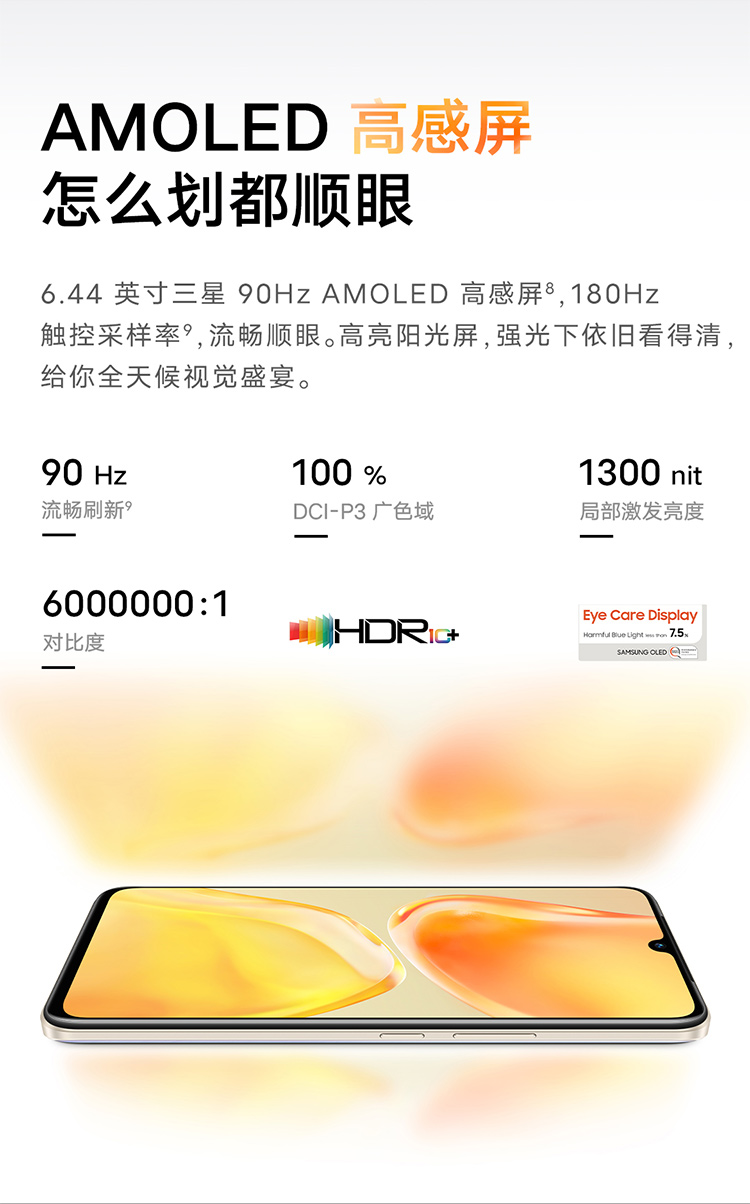 AMOLED 高感屏
怎么划都顺眼
6.44 英寸三星 90Hz AMOLED 高感屏⁸,180Hz
触控采样率⁹,流畅顺眼。高亮阳光屏,强光下依旧看得清,
给你全天候视觉盛宴。
90 Hz
流畅刷新⁹
100 %
DCI-P3 广色域
1300 nit
局部激发亮度
6000000:1
对比度
HDR10+
Eye Care Display
Harmful Blue Light less than 7.5%
SAMSUNG OLED